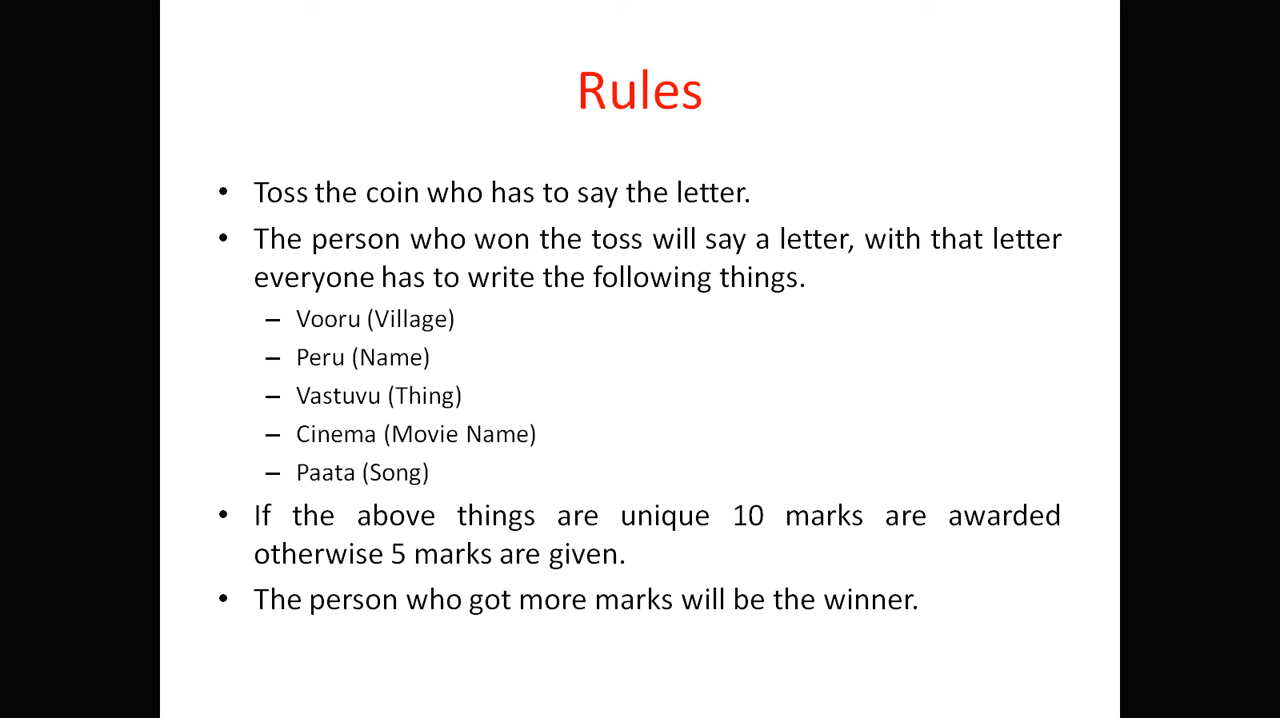 Rules
• Toss the coin who has to say the letter.
• The person who won the toss will say a letter, with that letter
everyone has to write the following things.
– Vooru (Village)
– Peru (Name)
– Vastuvu (Thing)
– Cinema (Movie Name)
– Paata (Song)
• If the above things are unique 10 marks are awarded
otherwise 5 marks are given.
• The person who got more marks will be the winner.